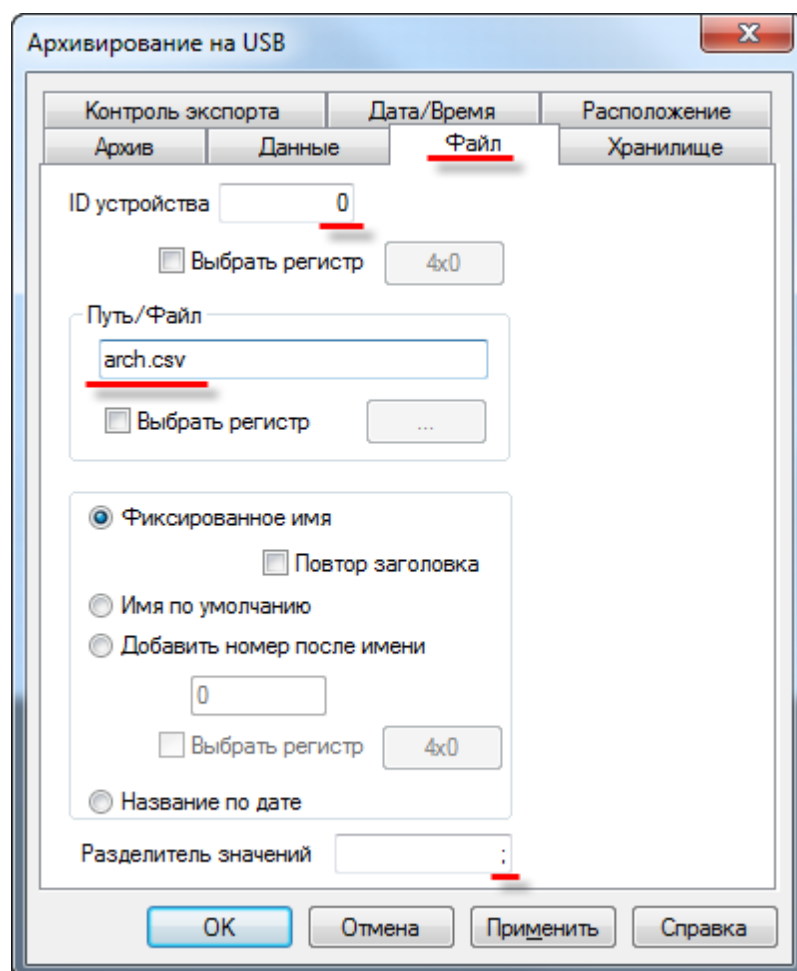 Архивирование на USB
Контроль экспорта Дата/Время Расположение
Архив Данные Файл Хранилище
ID устройства 0
Выбрать регистр 4x0
Путь/Файл
arch.csv
Выбрать регистр ...
Фиксированное имя
Повтор заголовка
Имя по умолчанию
Добавить номер после имени
0
Выбрать регистр 4x0
Название по дате
Разделитель значений ;
OK Отмена Применить Справка